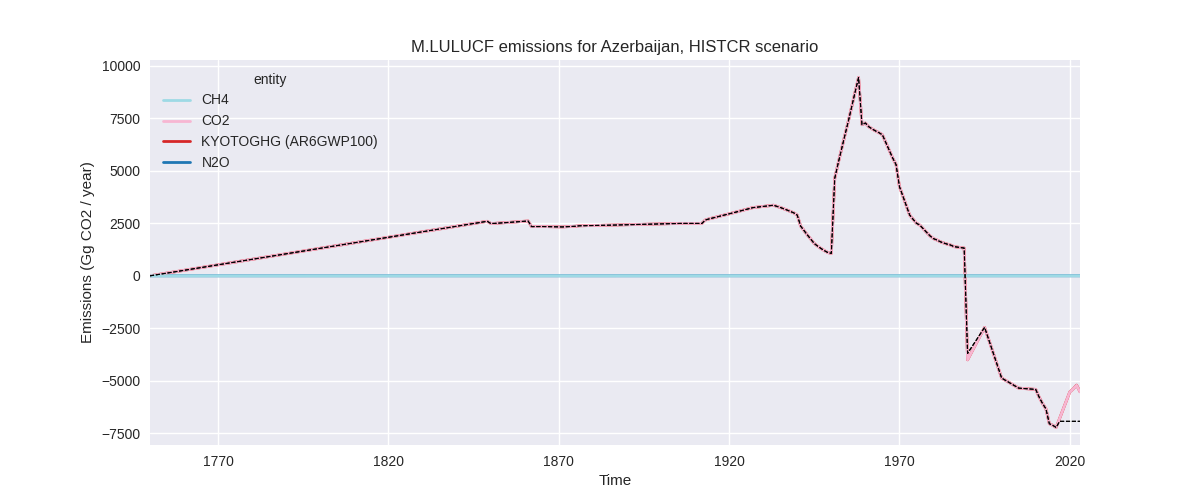 M.LULUCF emissions for Azerbaijan, HISTCR scenario
entity
CH4
CO2
KYOTOGHG (AR6GWP100)
N2O
Emissions (Gg CO2 / year)
10000
7500
5000
2500
0
−2500
−5000
−7500
1770
1820
1870
1920
1970
2020
Time